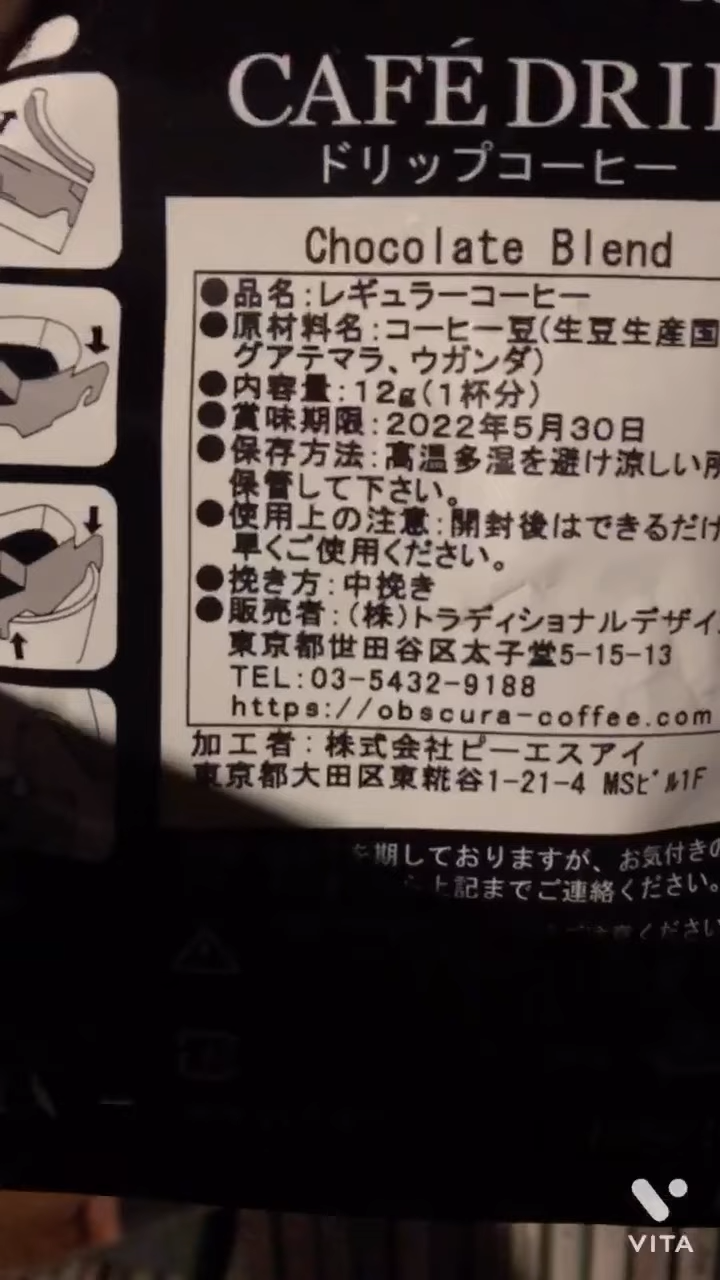 CAFÉ DRI
ドリップコーヒー
Chocolate Blend
●品名:レギュラーコーヒー
●原材料名:コーヒー豆(生豆生産国
グアテマラ、ウガンダ)
●内容量:12g(1杯分)
●賞味期限:2022年5月30日
●保存方法:高温多湿を避け涼しい所
保管して下さい。
●使用上の注意:開封後はできるだけ
早くご使用ください。
●挽き方:中挽き
●販売者:(株)トラディショナルデザイ
東京都世田谷区太子堂5-15-13
TEL:03-5432-9188
https://obscura-coffee.com
加工者:株式会社ピーエスアイ
東京都大田区東糀谷1-21-4 MSビル1F
を期しておりますが、お気付きの
ら上記までご連絡ください。
ください
VITA